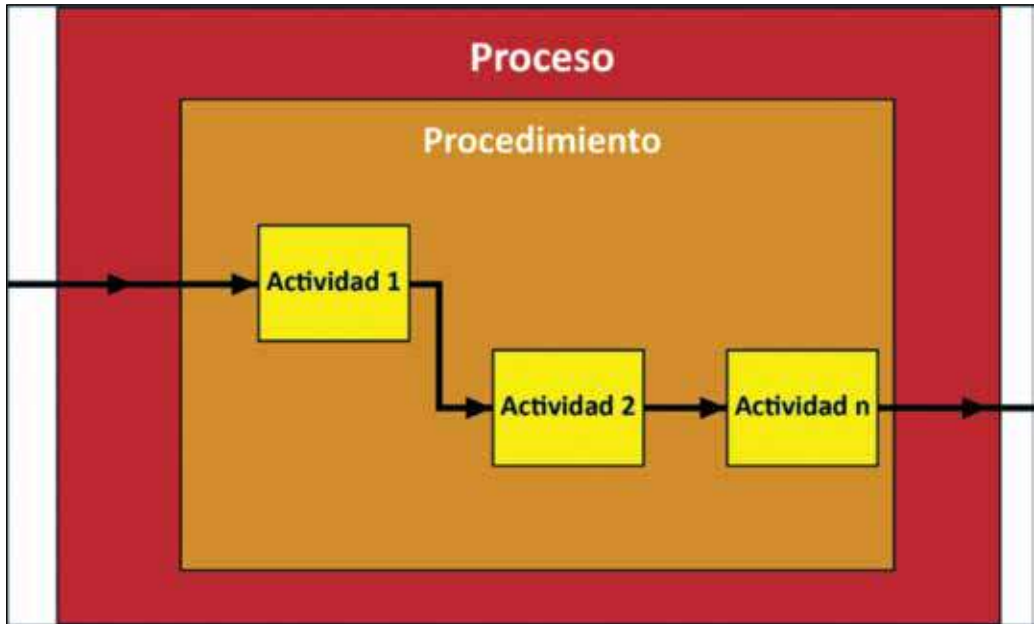 Proceso
Procedimiento
Actividad 1
Actividad 2
Actividad n